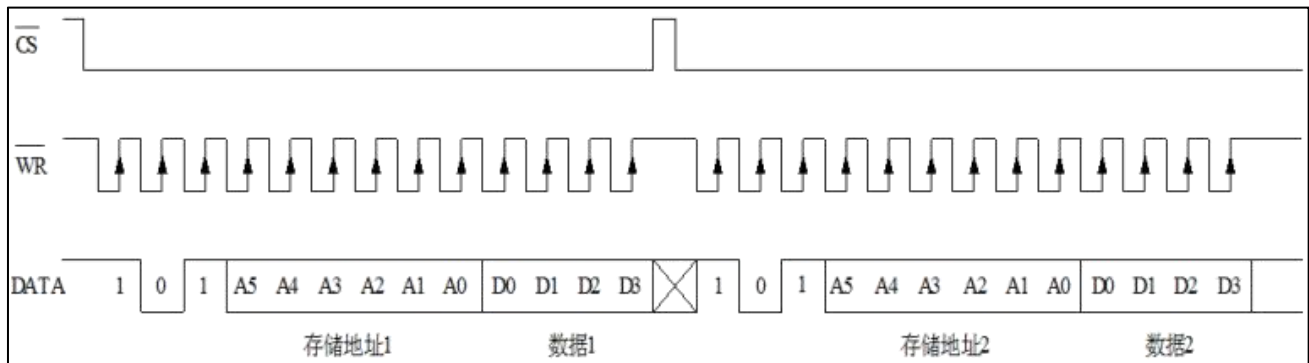 CS
WR
DATA 1 0 1 A5 A4 A3 A2 A1 A0 D0 D1 D2 D3 1 0 1 A5 A4 A3 A2 A1 A0 D0 D1 D2 D3
存储地址1 数据1 存储地址2 数据2